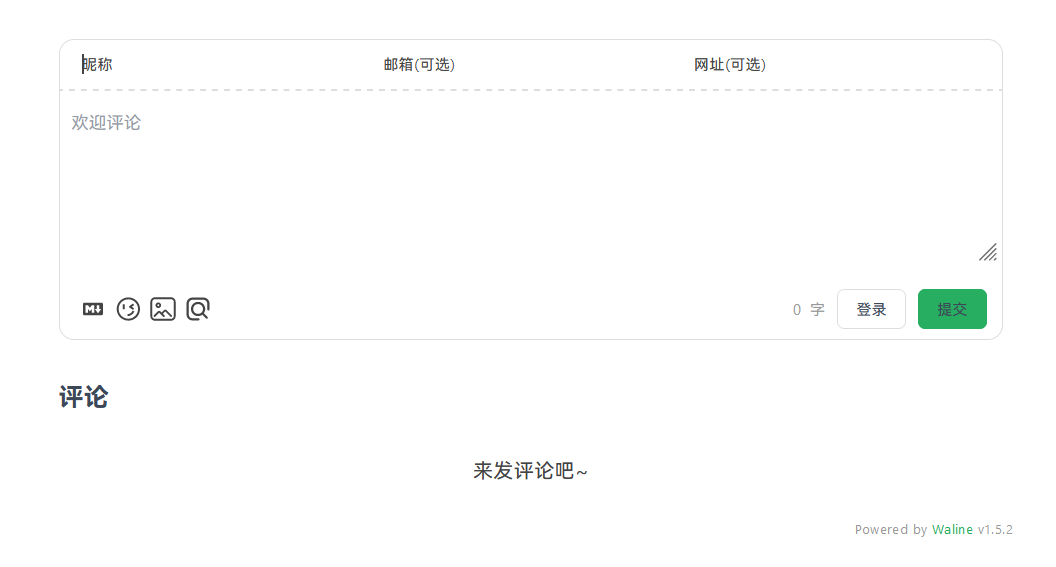 昵称 邮箱(可选) 网址(可选)
欢迎评论
M↓ 0 字 登录 提交
评论
来发评论吧~
Powered by Waline v1.5.2